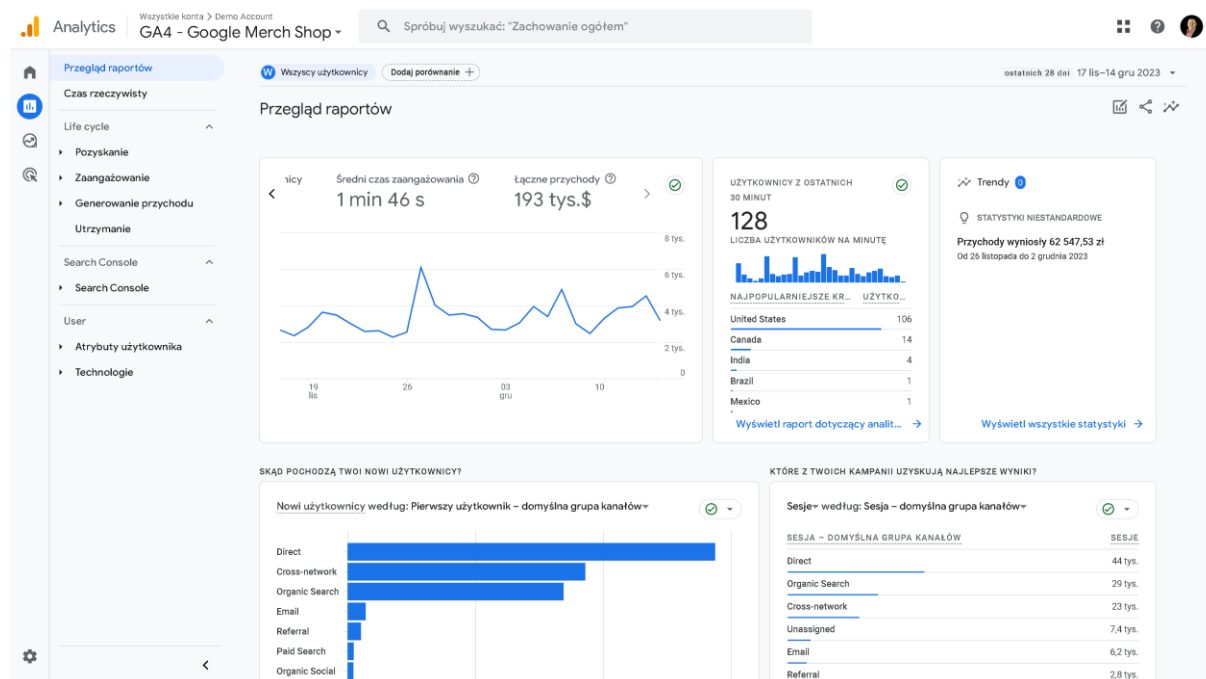 Analytics
Wszystkie konta > Demo Account
GA4 - Google Merch Shop
Spróbuj wyszukać: "Zachowanie ogółem"
Przegląd raportów
Czas rzeczywisty
Life cycle
Pozyskanie
Zaangażowanie
Generowanie przychodu
Utrzymanie
Search Console
Search Console
User
Atrybuty użytkownika
Technologie
W Wszyscy użytkownicy
Dodaj porównanie +
ostatnich 28 dni 17 lis–14 gru 2023
Przegląd raportów
nicy
Średni czas zaangażowania
1 min 46 s
Łączne przychody
193 tys.$
8 tys.
6 tys.
4 tys.
2 tys.
0
19
lis
26
03
gru
10
UŻYTKOWNICY Z OSTATNICH
30 MINUT
128
LICZBA UŻYTKOWNIKÓW NA MINUTĘ
NAJPOPULARNIEJSZE KR... UŻYTKO...
United States 106
Canada 14
India 4
Brazil 1
Mexico 1
Wyświetl raport dotyczący analit...
Trendy 0
STATYSTYKI NIESTANDARDOWE
Przychody wyniosły 62 547,53 zł
Od 26 listopada do 2 grudnia 2023
Wyświetl wszystkie statystyki
SKĄD POCHODZĄ TWOI NOWI UŻYTKOWNICY?
Nowi użytkownicy według: Pierwszy użytkownik – domyślna grupa kanałów
Direct
Cross-network
Organic Search
Email
Referral
Paid Search
Organic Social
KTÓRE Z TWOICH KAMPANII UZYSKUJĄ NAJLEPSZE WYNIKI?
Sesje według: Sesja – domyślna grupa kanałów
SESJA – DOMYŚLNA GRUPA KANAŁÓW SESJE
Direct 44 tys.
Organic Search 29 tys.
Cross-network 23 tys.
Unassigned 7,4 tys.
Email 6,2 tys.
Referral 2,8 tys.